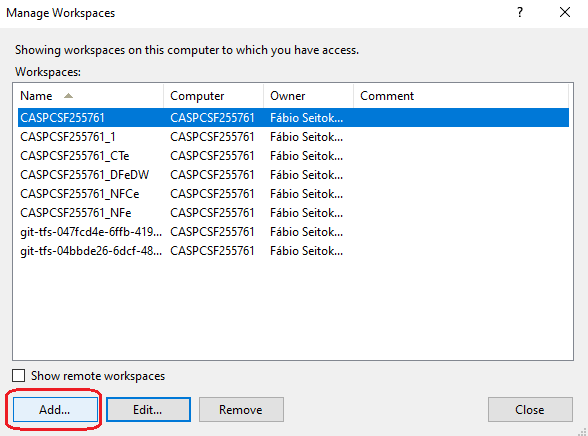 Manage Workspaces ? ×
Showing workspaces on this computer to which you have access.
Workspaces:
Name Computer Owner Comment
CASPCSF255761 CASPCSF255761 Fábio Seitok...
CASPCSF255761_1 CASPCSF255761 Fábio Seitok...
CASPCSF255761_CTe CASPCSF255761 Fábio Seitok...
CASPCSF255761_DFeDW CASPCSF255761 Fábio Seitok...
CASPCSF255761_NFCe CASPCSF255761 Fábio Seitok...
CASPCSF255761_NFe CASPCSF255761 Fábio Seitok...
git-tfs-047fcd4e-6ffb-419... CASPCSF255761 Fábio Seitok...
git-tfs-04bbde26-6dcf-48... CASPCSF255761 Fábio Seitok...
Show remote workspaces
Add... Edit... Remove Close